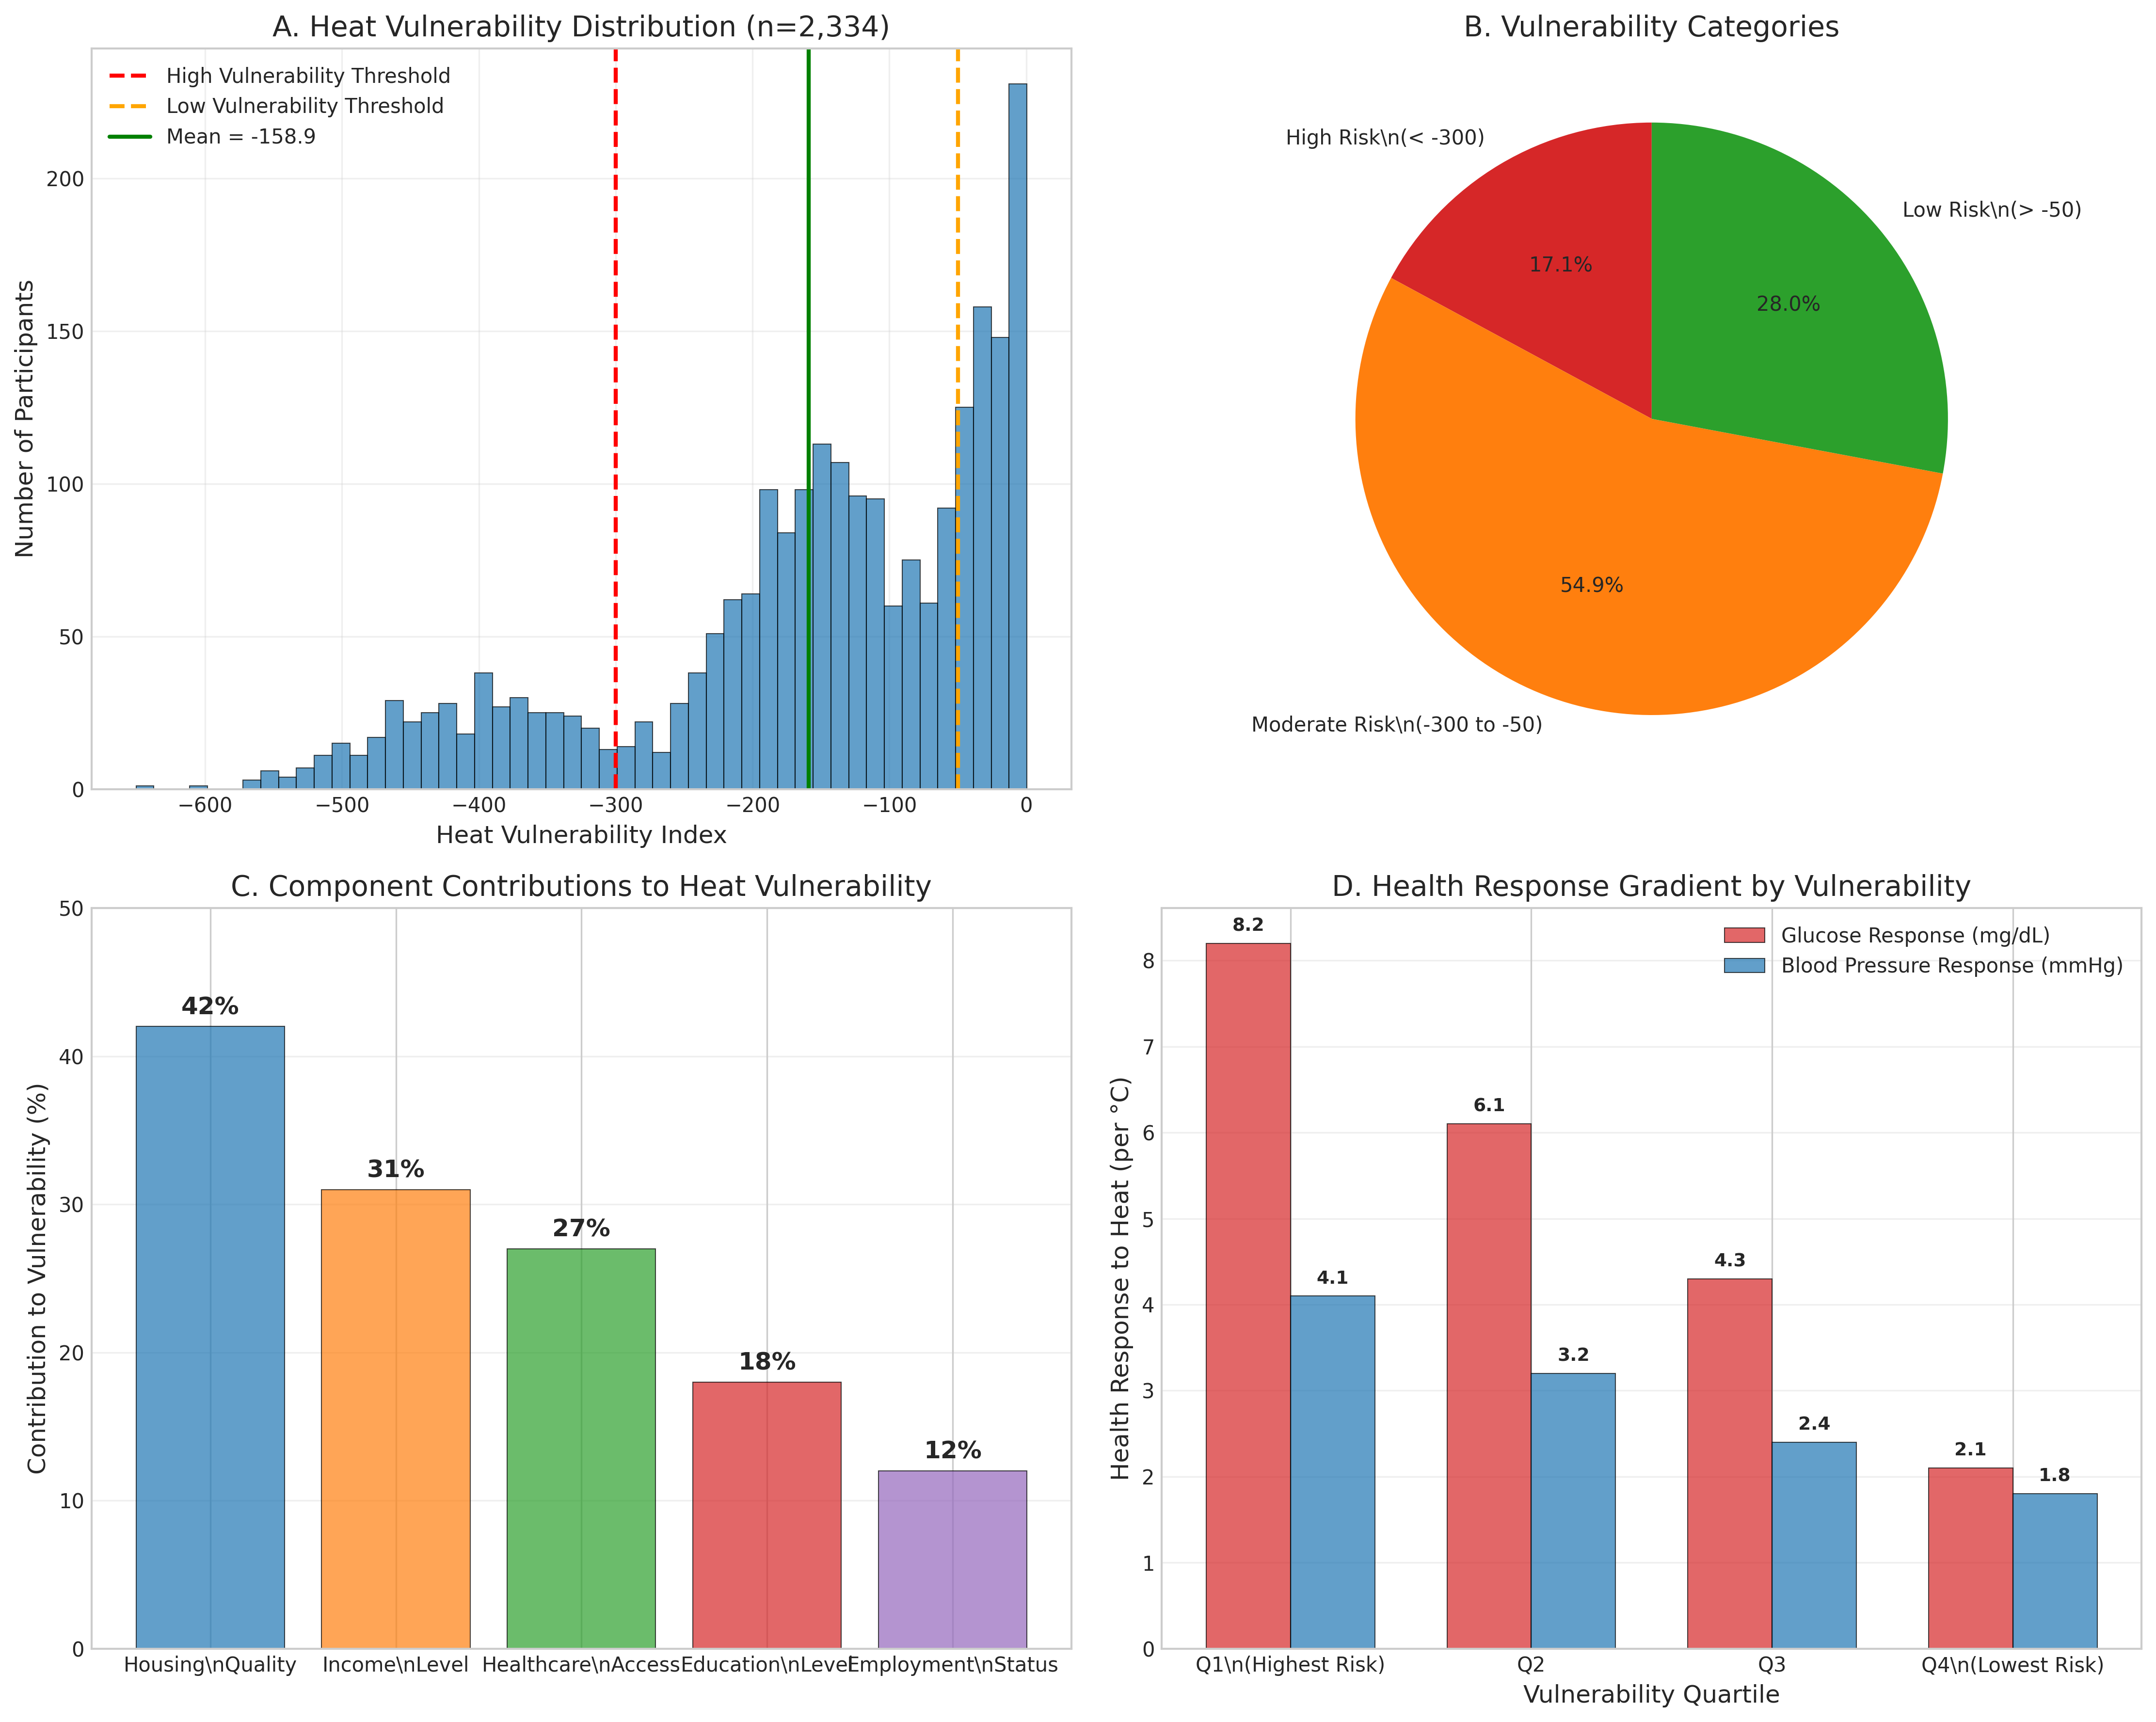 A. Heat Vulnerability Distribution (n=2,334)
High Vulnerability Threshold
Low Vulnerability Threshold
Mean = -158.9
Number of Participants
200
150
100
50
0
−600
−500
−400
−300
−200
−100
0
Heat Vulnerability Index
B. Vulnerability Categories
High Risk\n(< -300)
Low Risk\n(> -50)
17.1%
28.0%
54.9%
Moderate Risk\n(-300 to -50)
C. Component Contributions to Heat Vulnerability
Contribution to Vulnerability (%)
50
40
30
20
10
0
42%
31%
27%
18%
12%
Housing\nQuality
Income\nLevel
Healthcare\nAccess
Education\nLevel
Employment\nStatus
D. Health Response Gradient by Vulnerability
Glucose Response (mg/dL)
Blood Pressure Response (mmHg)
Health Response to Heat (per °C)
8
7
6
5
4
3
2
1
0
8.2
4.1
6.1
3.2
4.3
2.4
2.1
1.8
Q1\n(Highest Risk)
Q2
Q3
Q4\n(Lowest Risk)
Vulnerability Quartile